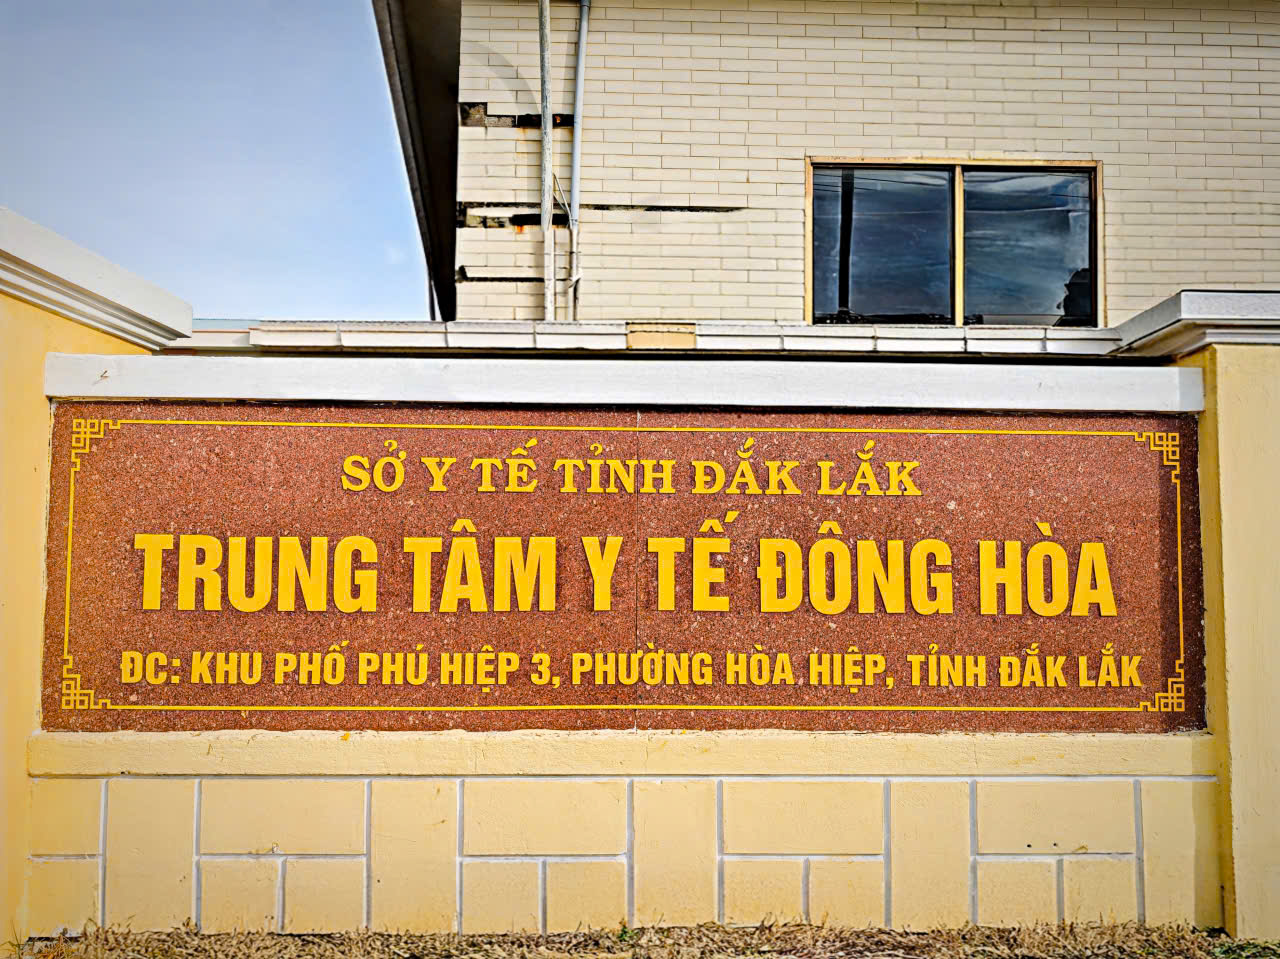 SỞ Y TẾ TỈNH ĐẮK LẮK
TRUNG TÂM Y TẾ ĐÔNG HÒA
ĐC: KHU PHỐ PHÚ HIỆP 3, PHƯỜNG HÒA HIỆP, TỈNH ĐẮK LẮK